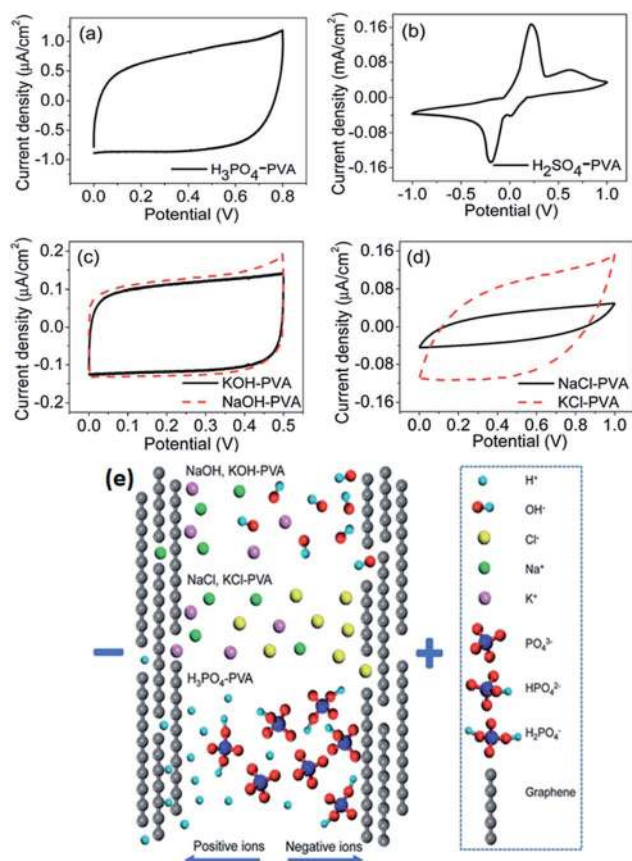 (a)
Current density (μA/cm²)
1.0
0.5
0.0
-0.5
-1.0
H₃PO₄−PVA
0.0 0.4 0.8
Potential (V)
(b)
Current density (mA/cm²)
0.16
0.08
0.00
-0.08
-0.16
H₂SO₄−PVA
-1.0 -0.5 0.0 0.5 1.0
Potential (V)
(c)
Current density (μA/cm²)
0.2
0.1
0.0
-0.1
-0.2
KOH-PVA
NaOH-PVA
0.0 0.1 0.2 0.3 0.4 0.5
Potential (V)
(d)
Current density (μA/cm²)
0.16
0.08
0.00
-0.08
-0.16
NaCl-PVA
KCl-PVA
0.0 0.2 0.4 0.6 0.8 1.0
Potential (V)
(e)
NaOH, KOH-PVA
NaCl, KCl-PVA
H₃PO₄-PVA
−
+
Positive ions Negative ions
H⁺
OH⁻
Cl⁻
Na⁺
K⁺
PO₄³⁻
HPO₄²⁻
H₂PO₄⁻
Graphene